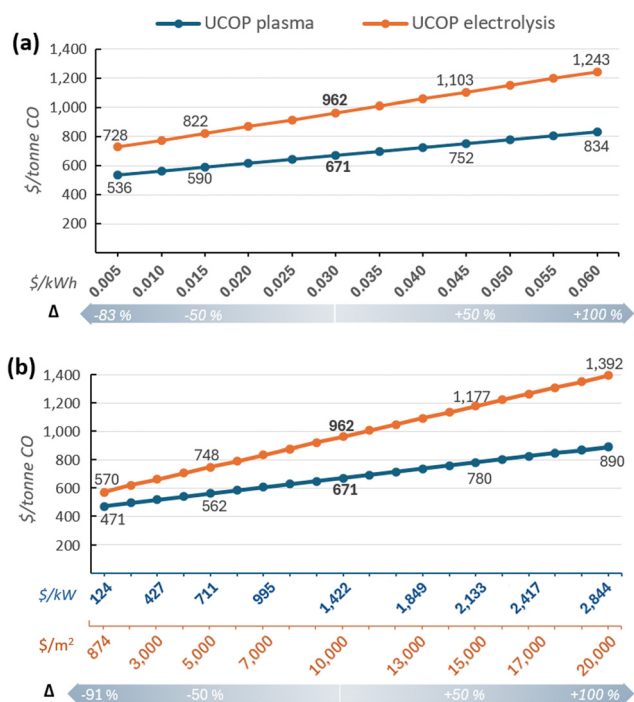 UCOP plasma UCOP electrolysis
(a)
$/tonne CO
1,400
1,200
1,000
800
600
400
200
728 822 962 1,103 1,243
536 590 671 752 834
$/kWh 0.005 0.010 0.015 0.020 0.025 0.030 0.035 0.040 0.045 0.050 0.055 0.060
Δ -83 % -50 % +50 % +100 %
(b)
$/tonne CO
1,400
1,200
1,000
800
600
400
200
570 748 962 1,177 1,392
471 562 671 780 890
$/kW 124 427 711 995 1,422 1,849 2,133 2,417 2,844
$/m² 874 3,000 5,000 7,000 10,000 13,000 15,000 17,000 20,000
Δ -91 % -50 % +50 % +100 %